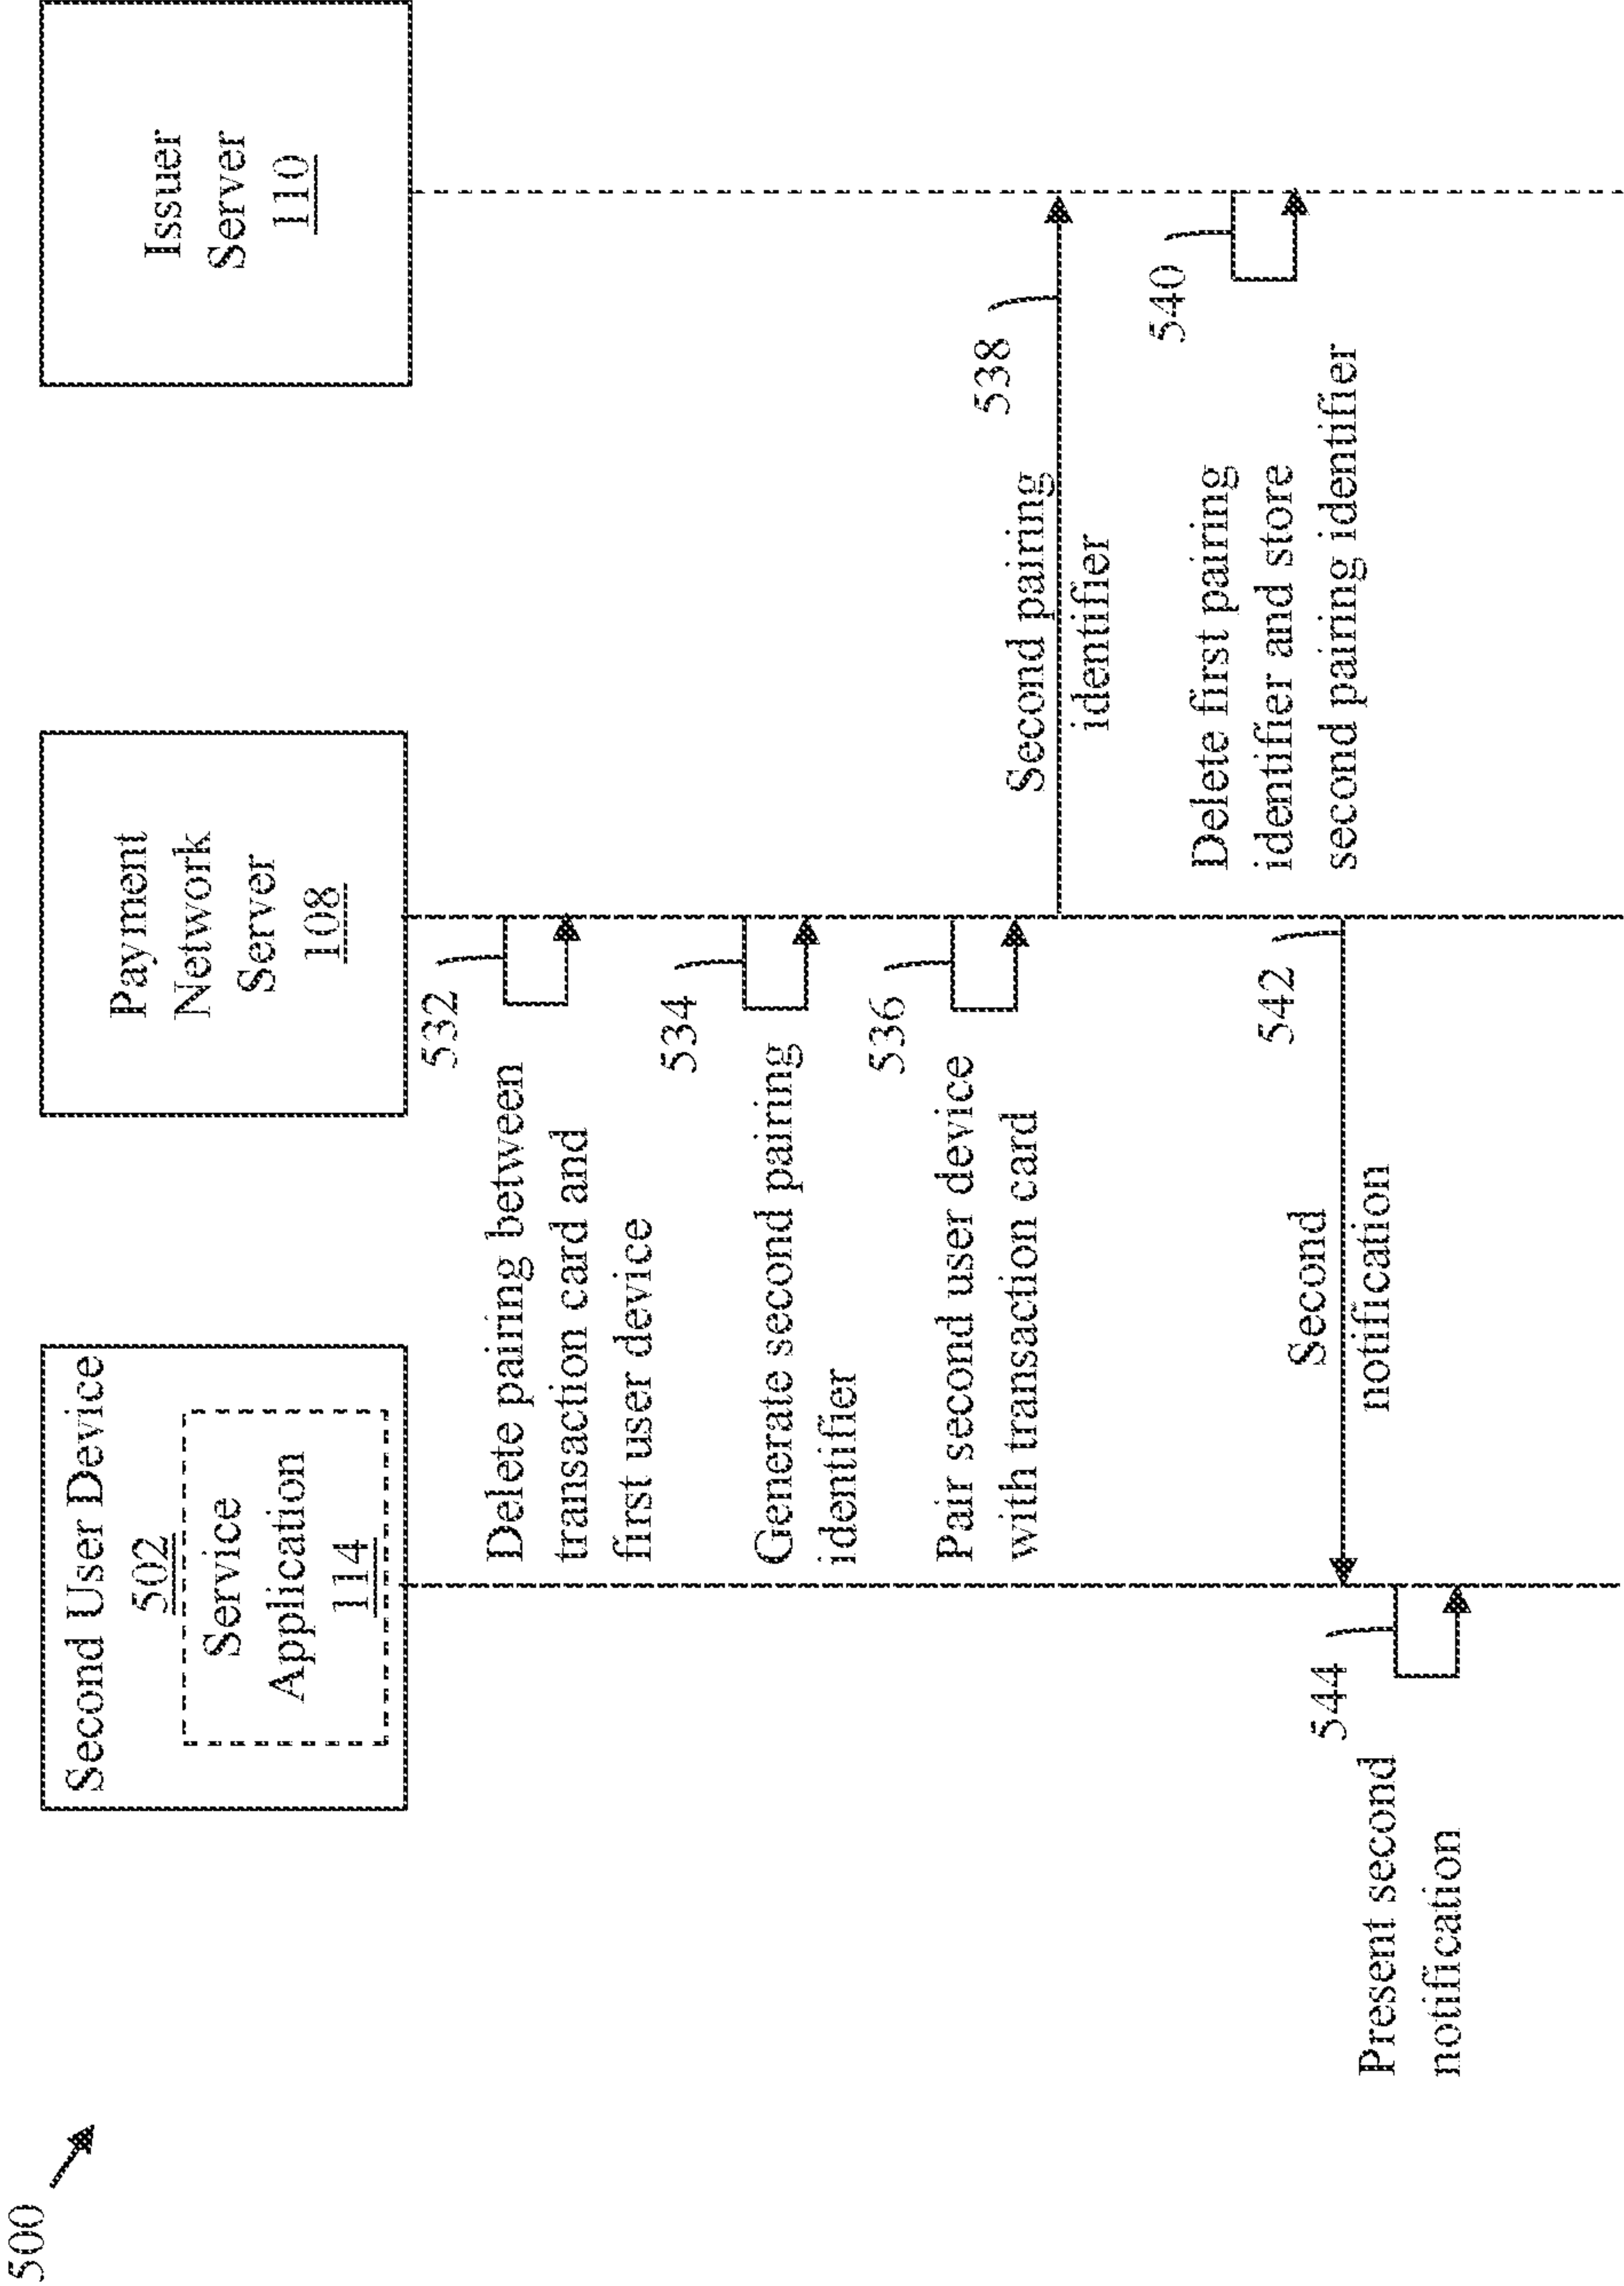 500
Second User Device
502
Service
Application
114
Payment
Network
Server
108
Issuer
Server
110
532
Delete pairing between
transaction card and
first user device
534
Generate second pairing
identifier
536
Pair second user device
with transaction card
538
Second pairing
identifier
540
Delete first pairing
identifier and store
second pairing identifier
542
Second
notification
544
Present second
notification